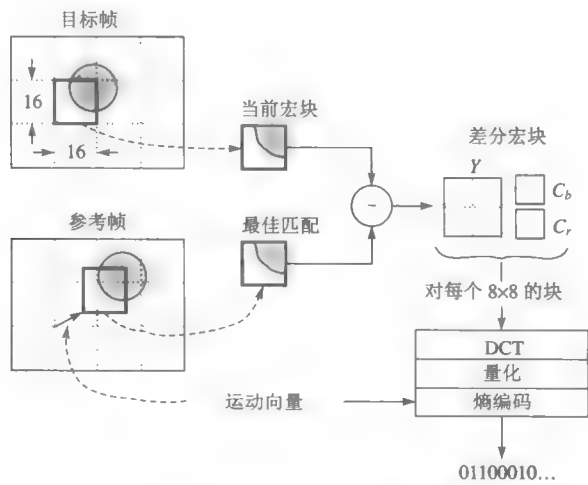 目标帧
16
16
当前宏块
参考帧
最佳匹配
-
差分宏块
Y
C_b
C_r
对每个 8×8 的块
DCT
量化
熵编码
运动向量
01100010…